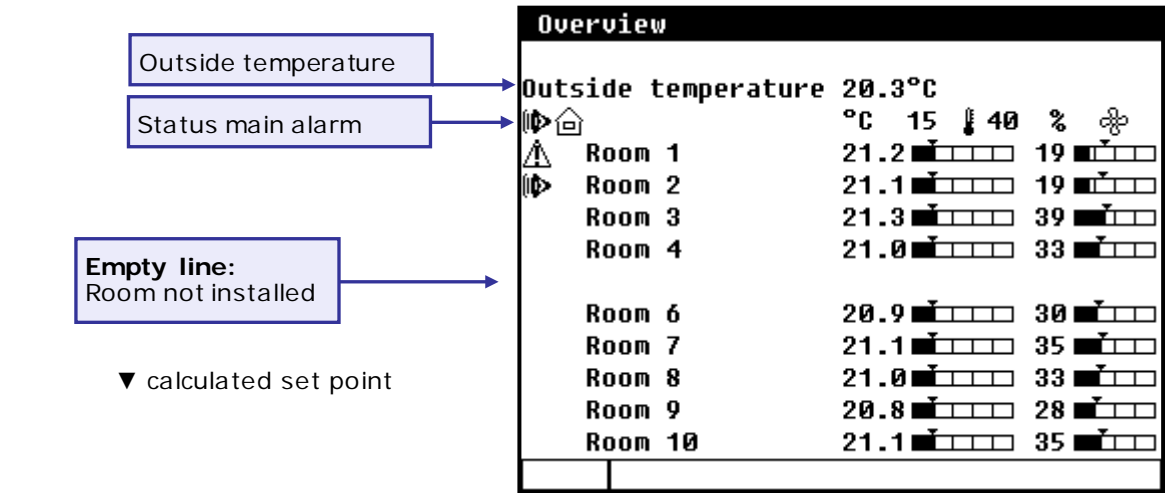 Overview
Outside temperature
Outside temperature 20.3°C
Status main alarm
°C 15 40 %
Room 1 21.2 19
Room 2 21.1 19
Room 3 21.3 39
Room 4 21.0 33
Empty line:
Room not installed
Room 6 20.9 30
Room 7 21.1 35
▼ calculated set point
Room 8 21.0 33
Room 9 20.8 28
Room 10 21.1 35